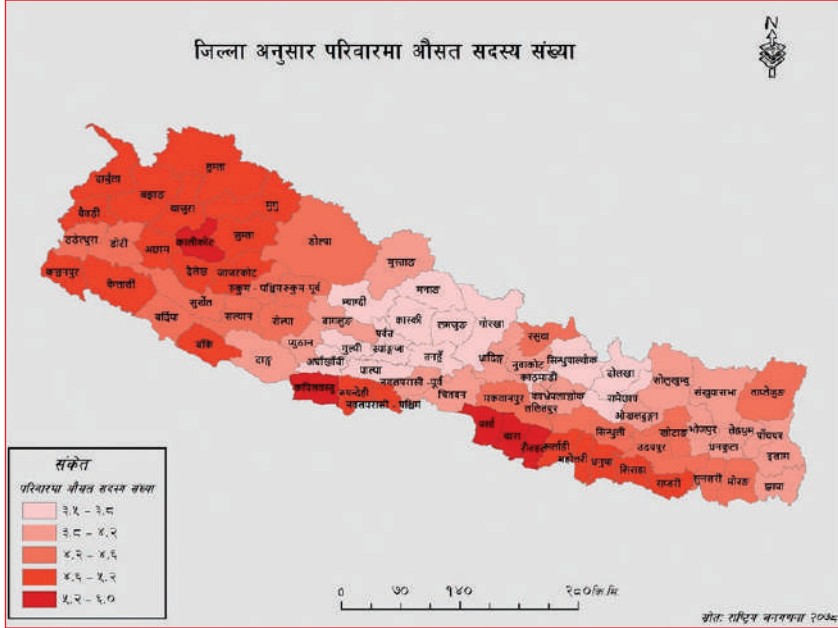 जिल्ला अनुसार परिवारमा औसत सदस्य संख्या
N
हुम्ला
दार्चुला
बझाङ
बाजुरा
मुगु
बैतडी
डडेल्धुरा
डोटी
अछाम
कालीकोट
जुम्ला
डोल्पा
मुस्ताङ
कञ्चनपुर
कैलाली
दैलेख
जाजरकोट
रुकुम - पश्चिम
रुकुम पूर्व
मनाङ
म्याग्दी
सुर्खेत
बर्दिया
सल्यान
रोल्पा
बागलुङ
पर्वत
कास्की
लमजुङ
गोरखा
रसुवा
बाँके
दाङ्ग
प्युठान
गुल्मी
स्याङ्जा
तनहुँ
धादिङ
नुवाकोट
सिन्धुपाल्चोक
अर्घाखाँची
पाल्पा
काठमाडौं
दोलखा
सोलुखुम्बु
संखुवासभा
ताप्लेजुङ
कपिलवस्तु
रुपन्देही
नवलपरासी - पूर्व
नवलपरासी - पश्चिम
चितवन
मकवानपुर
काभ्रेपलाञ्चोक
ललितपुर
रामेछाप
ओखलढुङ्गा
पर्सा
बारा
रौतहट
सर्लाही
सिन्धुली
खोटाङ
भोजपुर
तेह्रथुम
पाँचथर
महोत्तरी
धनुषा
सिराहा
उदयपुर
धनकुटा
इलाम
सप्तरी
सुनसरी
मोरङ
झापा
संकेत
परिवारमा औसत सदस्य संख्या
३.५ - ३.८
३.८ - ४.२
४.२ - ४.६
४.६ - ५.२
५.२ - ६.०
० ७० १४० २८० कि.मि.
स्रोतः राष्ट्रिय जनगणना २०७८